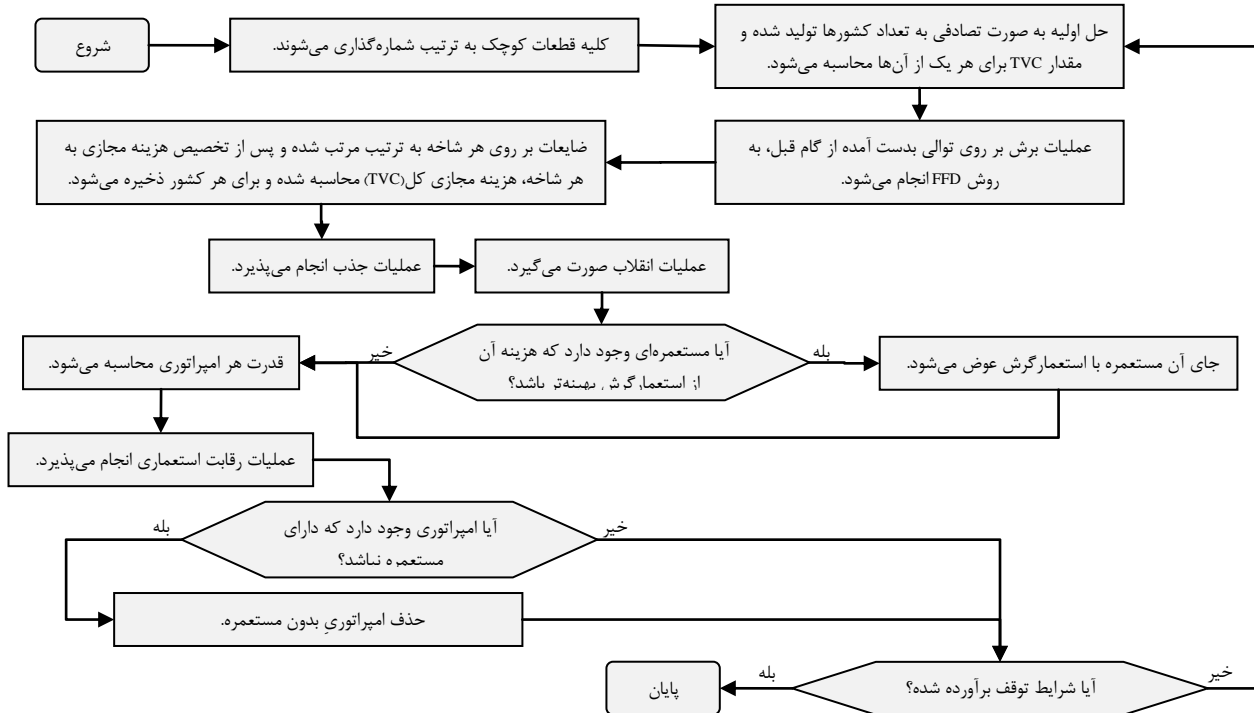 شروع
کلیه قطعات کوچک به ترتیب شماره‌گذاری می‌شوند.
حل اولیه به صورت تصادفی به تعداد کشورها تولید شده و
مقدار TVC برای هر یک از آن‌ها محاسبه می‌شود.
عملیات برش بر روی توالی بدست آمده از گام قبل، به
روش FFD انجام می‌شود.
ضایعات بر روی هر شاخه به ترتیب مرتب شده و پس از تخصیص هزینه مجازی به
هر شاخه، هزینه مجازی کل(TVC) محاسبه شده و برای هر کشور ذخیره می‌شود.
عملیات جذب انجام می‌پذیرد.
عملیات انقلاب صورت می‌گیرد.
آیا مستعمره‌ای وجود دارد که هزینه آن
از استعمارگرش بهینه‌تر باشد؟
بله
جای آن مستعمره با استعمارگرش عوض می‌شود.
خیر
قدرت هر امپراتوری محاسبه می‌شود.
عملیات رقابت استعماری انجام می‌پذیرد.
آیا امپراتوری وجود دارد که دارای
مستعمره نباشد؟
بله
خیر
حذف امپراتوریِ بدون مستعمره.
آیا شرایط توقف برآورده شده؟
خیر
بله
پایان